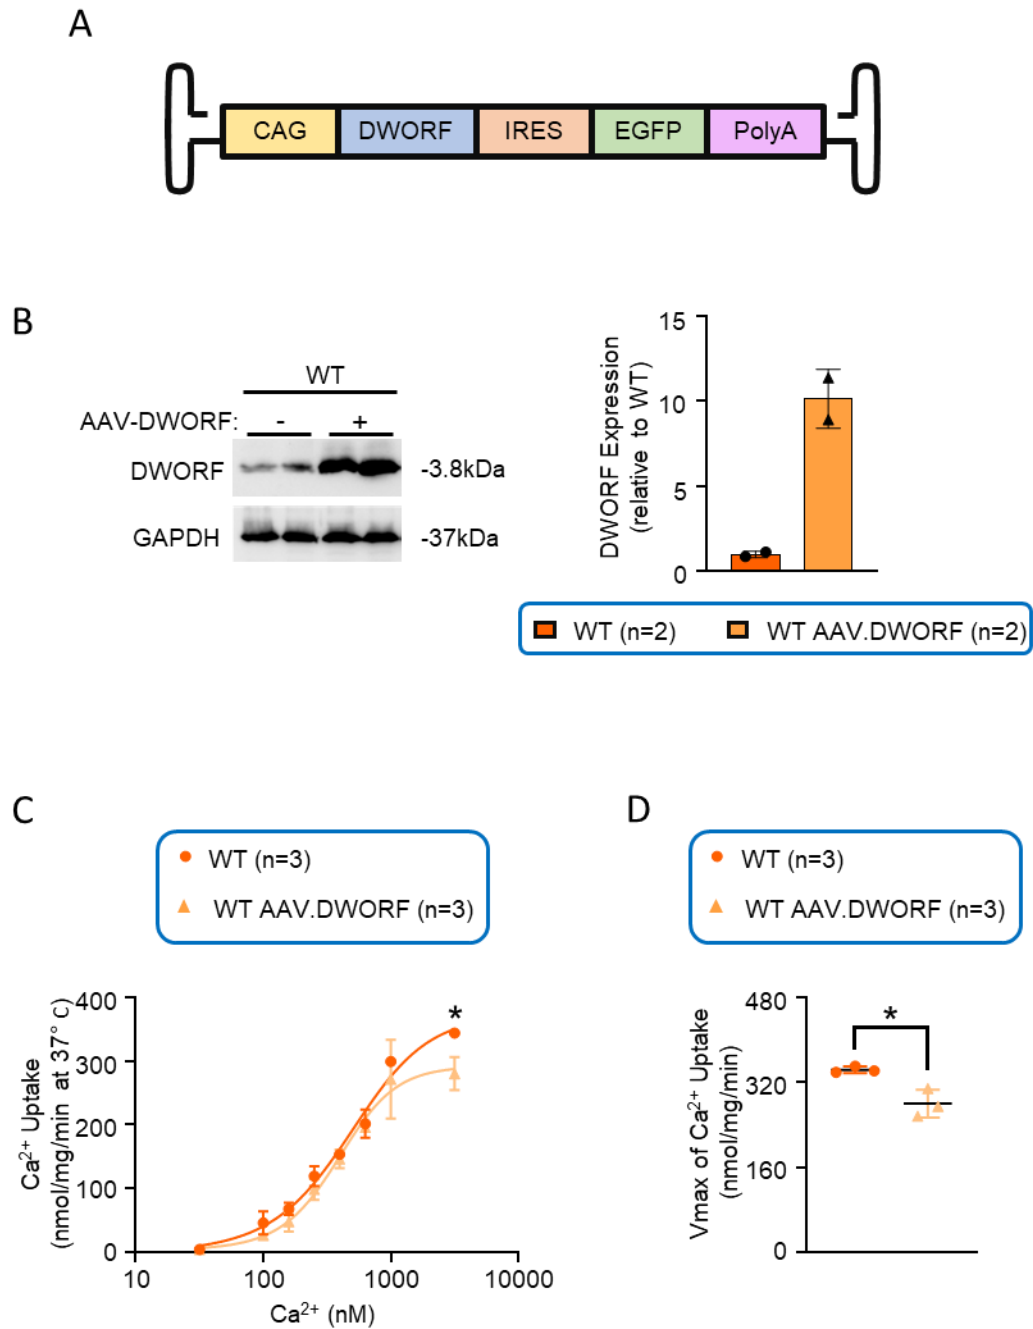 A
CAG DWORF IRES EGFP PolyA
B
WT
AAV-DWORF: - +
DWORF -3.8kDa
GAPDH -37kDa
DWORF Expression
(relative to WT)
15
10
5
0
WT (n=2) WT AAV.DWORF (n=2)
C
WT (n=3)
WT AAV.DWORF (n=3)
Ca²⁺ Uptake
(nmol/mg/min at 37° C)
400
300
200
100
0
*
10 100 1000 10000
Ca²⁺ (nM)
D
WT (n=3)
WT AAV.DWORF (n=3)
Vmax of Ca²⁺ Uptake
(nmol/mg/min)
480
320
160
0
*